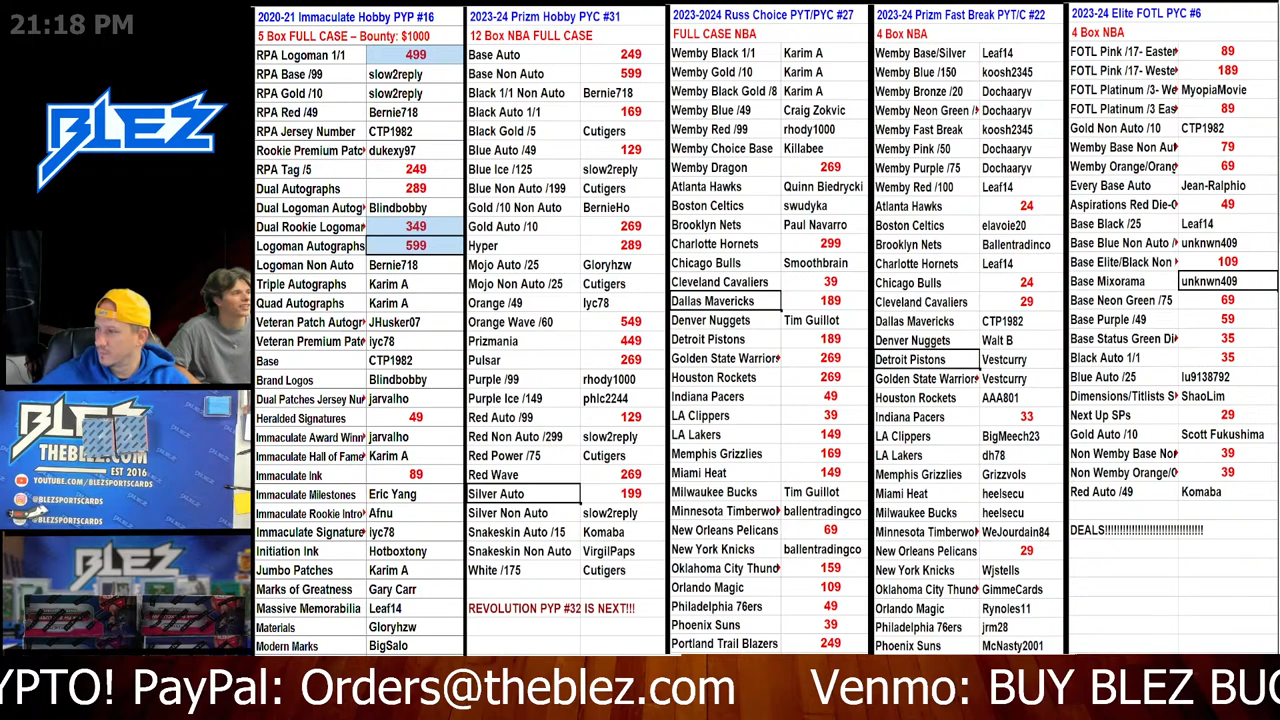 21:18 PM
BLEZ
BLEZ
THEBLEZ.COM
EST 2016
BLEZSPORTSCARDS
@BLEZSPORTSCARDS
@BLEZSPORTSCARDS
BLEZ
2020-21 Immaculate Hobby PYP #16
5 Box FULL CASE – Bounty: $1000
RPA Logoman 1/1 499
RPA Base /99 slow2reply
RPA Gold /10 slow2reply
RPA Red /49 Bernie718
RPA Jersey Number CTP1982
Rookie Premium Patc dukexy97
RPA Tag /5 249
Dual Autographs 289
Dual Logoman Autog Blindbobby
Dual Rookie Logoma 349
Logoman Autographs 599
Logoman Non Auto Bernie718
Triple Autographs Karim A
Quad Autographs Karim A
Veteran Patch Autogr JHusker07
Veteran Premium Pat iyc78
Base CTP1982
Brand Logos Blindbobby
Dual Patches Jersey Nu jarvalho
Heralded Signatures 49
Immaculate Award Winn jarvalho
Immaculate Hall of Fame Karim A
Immaculate Ink 89
Immaculate Milestones Eric Yang
Immaculate Rookie Intro Afnu
Immaculate Signature iyc78
Initiation Ink Hotboxtony
Jumbo Patches Karim A
Marks of Greatness Gary Carr
Massive Memorabilia Leaf14
Materials Gloryhzw
Modern Marks BigSalo
2023-24 Prizm Hobby PYC #31
12 Box NBA FULL CASE
Base Auto 249
Base Non Auto 599
Black 1/1 Non Auto Bernie718
Black Auto 1/1 169
Black Gold /5 Cutigers
Blue Auto /49 129
Blue Ice /125 slow2reply
Blue Non Auto /199 Cutigers
Gold /10 Non Auto BernieHo
Gold Auto /10 269
Hyper 289
Mojo Auto /25 Gloryhzw
Mojo Non Auto /25 Cutigers
Orange /49 Iyc78
Orange Wave /60 549
Prizmania 449
Pulsar 269
Purple /99 rhody1000
Purple Ice /149 phlc2244
Red Auto /99 129
Red Non Auto /299 slow2reply
Red Power /75 Cutigers
Red Wave 269
Silver Auto 199
Silver Non Auto slow2reply
Snakeskin Auto /15 Komaba
Snakeskin Non Auto VirgilPaps
White /175 Cutigers
REVOLUTION PYP #32 IS NEXT!!!
2023-2024 Russ Choice PYT/PYC #27
FULL CASE NBA
Wemby Black 1/1 Karim A
Wemby Gold /10 Karim A
Wemby Black Gold /8 Karim A
Wemby Blue /49 Craig Zokvic
Wemby Red /99 rhody1000
Wemby Choice Base Killabee
Wemby Dragon 269
Atlanta Hawks Quinn Biedrycki
Boston Celtics swudyka
Brooklyn Nets Paul Navarro
Charlotte Hornets 299
Chicago Bulls Smoothbrain
Cleveland Cavaliers 39
Dallas Mavericks 189
Denver Nuggets Tim Guillot
Detroit Pistons 189
Golden State Warrior 269
Houston Rockets 269
Indiana Pacers 49
LA Clippers 39
LA Lakers 149
Memphis Grizzlies 169
Miami Heat 149
Milwaukee Bucks Tim Guillot
Minnesota Timberwo ballentradingco
New Orleans Pelicans 69
New York Knicks ballentradingco
Oklahoma City Thund 159
Orlando Magic 109
Philadelphia 76ers 49
Phoenix Suns 39
Portland Trail Blazers 249
2023-24 Prizm Fast Break PYT/C #22
4 Box NBA
Wemby Base/Silver Leaf14
Wemby Blue /150 koosh2345
Wemby Bronze /20 Dochaaryv
Wemby Neon Green / Dochaaryv
Wemby Fast Break koosh2345
Wemby Pink /50 Dochaaryv
Wemby Purple /75 Dochaaryv
Wemby Red /100 Leaf14
Atlanta Hawks 24
Boston Celtics elavoie20
Brooklyn Nets Ballentradinco
Charlotte Hornets Leaf14
Chicago Bulls 24
Cleveland Cavaliers 29
Dallas Mavericks CTP1982
Denver Nuggets Walt B
Detroit Pistons Vestcurry
Golden State Warrior Vestcurry
Houston Rockets AAA801
Indiana Pacers 33
LA Clippers BigMeech23
LA Lakers dh78
Memphis Grizzlies Grizzvols
Miami Heat heelsecu
Milwaukee Bucks heelsecu
Minnesota Timberwo WeJourdain84
New Orleans Pelicans 29
New York Knicks Wjstells
Oklahoma City Thund GimmeCards
Orlando Magic Rynoles11
Philadelphia 76ers jrm28
Phoenix Suns McNasty2001
2023-24 Elite FOTL PYC #6
4 Box NBA
FOTL Pink /17- Easter 89
FOTL Pink /17- Weste 189
FOTL Platinum /3- We MyopiaMovie
FOTL Platinum /3 Eas 89
Gold Non Auto /10 CTP1982
Wemby Base Non Au 79
Wemby Orange/Orang 69
Every Base Auto Jean-Ralphio
Aspirations Red Die-C 49
Base Black /25 Leaf14
Base Blue Non Auto / unknwn409
Base Elite/Black Non 109
Base Mixorama unknwn409
Base Neon Green /75 69
Base Purple /49 59
Base Status Green Di 35
Black Auto 1/1 35
Blue Auto /25 lu9138792
Dimensions/Titlists S ShaoLim
Next Up SPs 29
Gold Auto /10 Scott Fukushima
Non Wemby Base Non 39
Non Wemby Orange/O 39
Red Auto /49 Komaba
DEALS!!!!!!!!!!!!!!!!!!!!!!!!!!!!!!!!!!
YPTO! PayPal: Orders@theblez.com Venmo: BUY BLEZ BUC